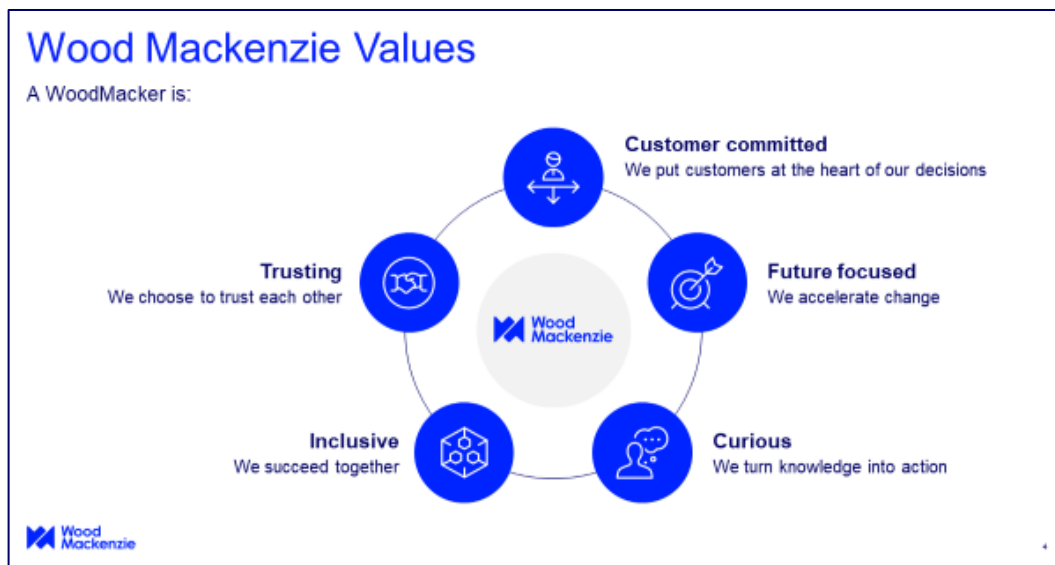 Wood Mackenzie Values
A WoodMacker is:
Customer committed
We put customers at the heart of our decisions
Trusting
We choose to trust each other
Future focused
We accelerate change
Wood
Mackenzie
Inclusive
We succeed together
Curious
We turn knowledge into action
Wood
Mackenzie
4